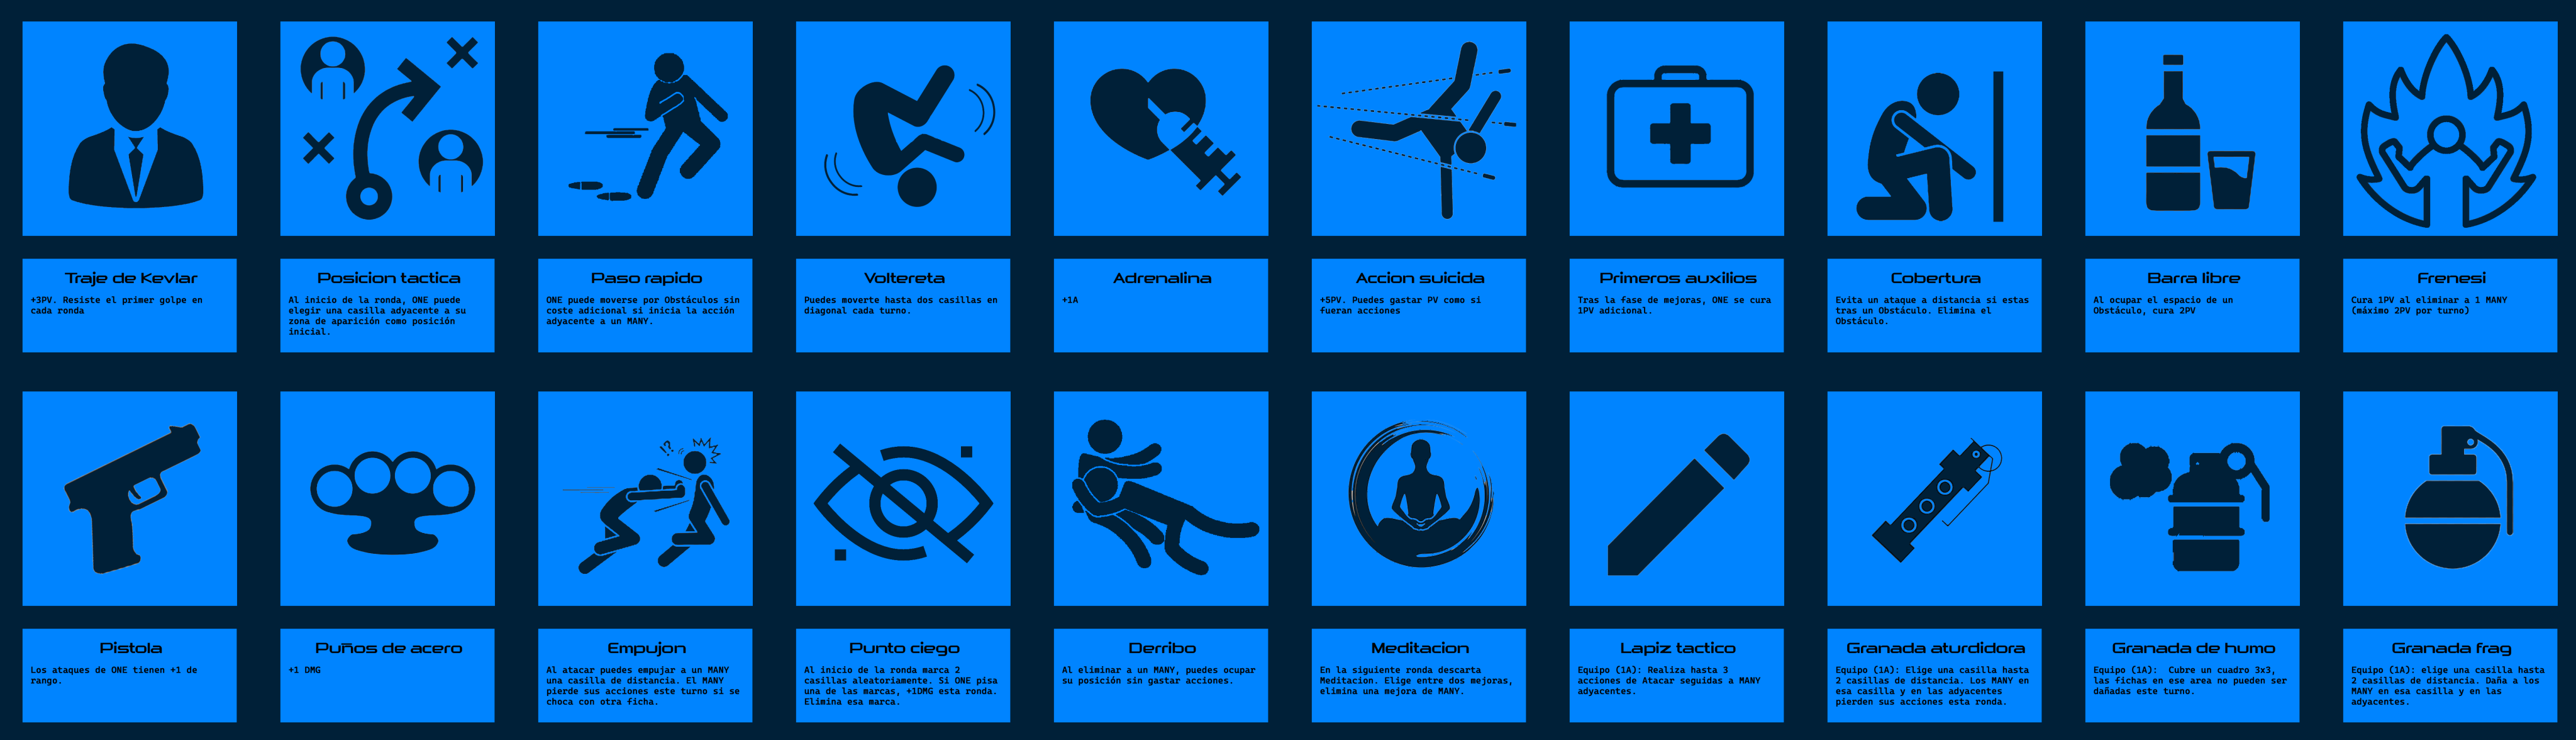 Traje de Kevlar
+3PV. Resiste el primer golpe en
cada ronda
Posicion tactica
Al inicio de la ronda, ONE puede
elegir una casilla adyacente a su
zona de aparición como posición
inicial.
Paso rapido
ONE puede moverse por Obstáculos sin
coste adicional si inicia la acción
adyacente a un MANY.
Voltereta
Puedes moverte hasta dos casillas en
diagonal cada turno.
Adrenalina
+1A
Accion suicida
+5PV. Puedes gastar PV como si
fueran acciones
Primeros auxilios
Tras la fase de mejoras, ONE se cura
1PV adicional.
Cobertura
Evita un ataque a distancia si estas
tras un Obstáculo. Elimina el
Obstáculo.
Barra libre
Al ocupar el espacio de un
Obstáculo, cura 2PV
Frenesi
Cura 1PV al eliminar a 1 MANY
(máximo 2PV por turno)
Pistola
Los ataques de ONE tienen +1 de
rango.
Puños de acero
+1 DMG
!?
Empujon
Al atacar puedes empujar a un MANY
una casilla de distancia. El MANY
pierde sus acciones este turno si se
choca con otra ficha.
Punto ciego
Al inicio de la ronda marca 2
casillas aleatoriamente. Si ONE pisa
una de las marcas, +1DMG esta ronda.
Elimina esa marca.
Derribo
Al eliminar a un MANY, puedes ocupar
su posición sin gastar acciones.
Meditacion
En la siguiente ronda descarta
Meditacion. Elige entre dos mejoras,
elimina una mejora de MANY.
Lapiz tactico
Equipo (1A): Realiza hasta 3
acciones de Atacar seguidas a MANY
adyacentes.
Granada aturdidora
Equipo (1A): Elige una casilla hasta
2 casillas de distancia. Los MANY en
esa casilla y en las adyacentes
pierden sus acciones esta ronda.
Granada de humo
Equipo (1A):  Cubre un cuadro 3x3,
las fichas en ese area no pueden ser
dañadas este turno.
Granada frag
Equipo (1A): elige una casilla hasta
2 casillas de distancia. Daña a los
MANY en esa casilla y en las
adyacentes.